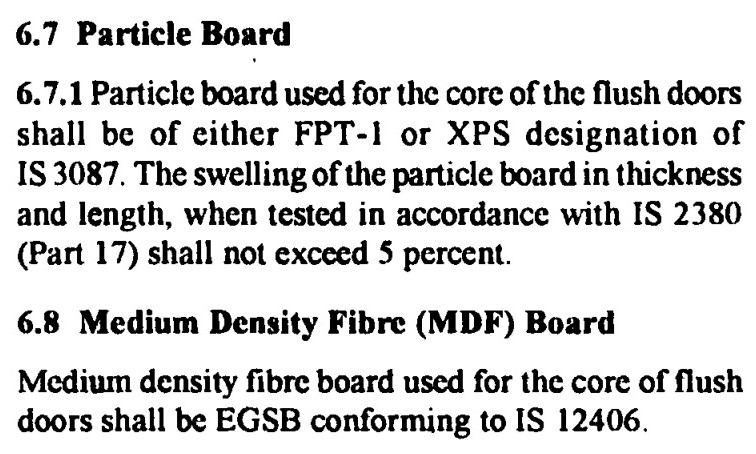 6.7 Particle Board
6.7.1 Particle board used for the core of the flush doors
shall be of either FPT-1 or XPS designation of
IS 3087. The swelling of the particle board in thickness
and length, when tested in accordance with IS 2380
(Part 17) shall not exceed 5 percent.
6.8 Medium Density Fibre (MDF) Board
Medium density fibre board used for the core of flush
doors shall be EGSB conforming to IS 12406.